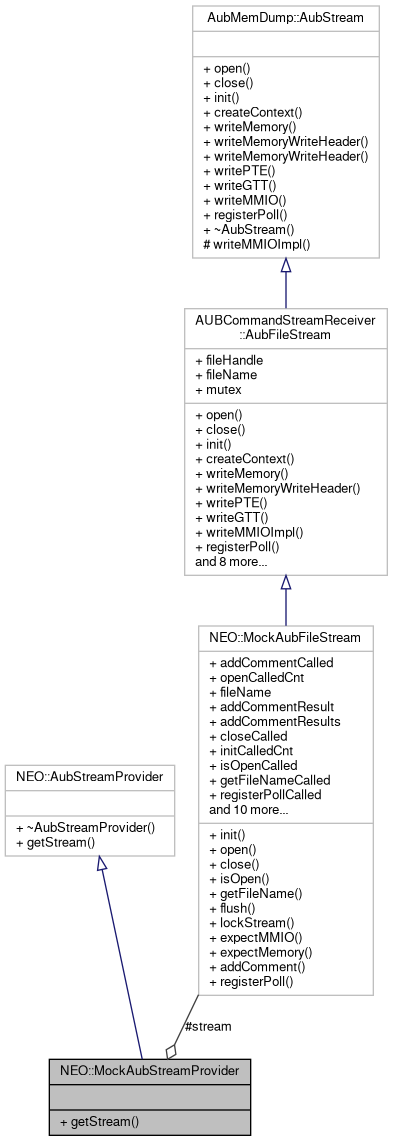 AubMemDump::AubStream
+ open()
+ close()
+ init()
+ createContext()
+ writeMemory()
+ writeMemoryWriteHeader()
+ writeMemoryWriteHeader()
+ writePTE()
+ writeGTT()
+ writeMMIO()
+ registerPoll()
+ ~AubStream()
# writeMMIOImpl()
AUBCommandStreamReceiver
::AubFileStream
+ fileHandle
+ fileName
+ mutex
+ open()
+ close()
+ init()
+ createContext()
+ writeMemory()
+ writeMemoryWriteHeader()
+ writePTE()
+ writeGTT()
+ writeMMIOImpl()
+ registerPoll()
and 8 more...
NEO::MockAubFileStream
+ addCommentCalled
+ openCalledCnt
+ fileName
+ addCommentResult
+ addCommentResults
+ closeCalled
+ initCalledCnt
+ isOpenCalled
+ getFileNameCalled
+ registerPollCalled
and 10 more...
+ init()
+ open()
+ close()
+ isOpen()
+ getFileName()
+ flush()
+ lockStream()
+ expectMMIO()
+ expectMemory()
+ addComment()
+ registerPoll()
NEO::AubStreamProvider
+ ~AubStreamProvider()
+ getStream()
#stream
NEO::MockAubStreamProvider
+ getStream()